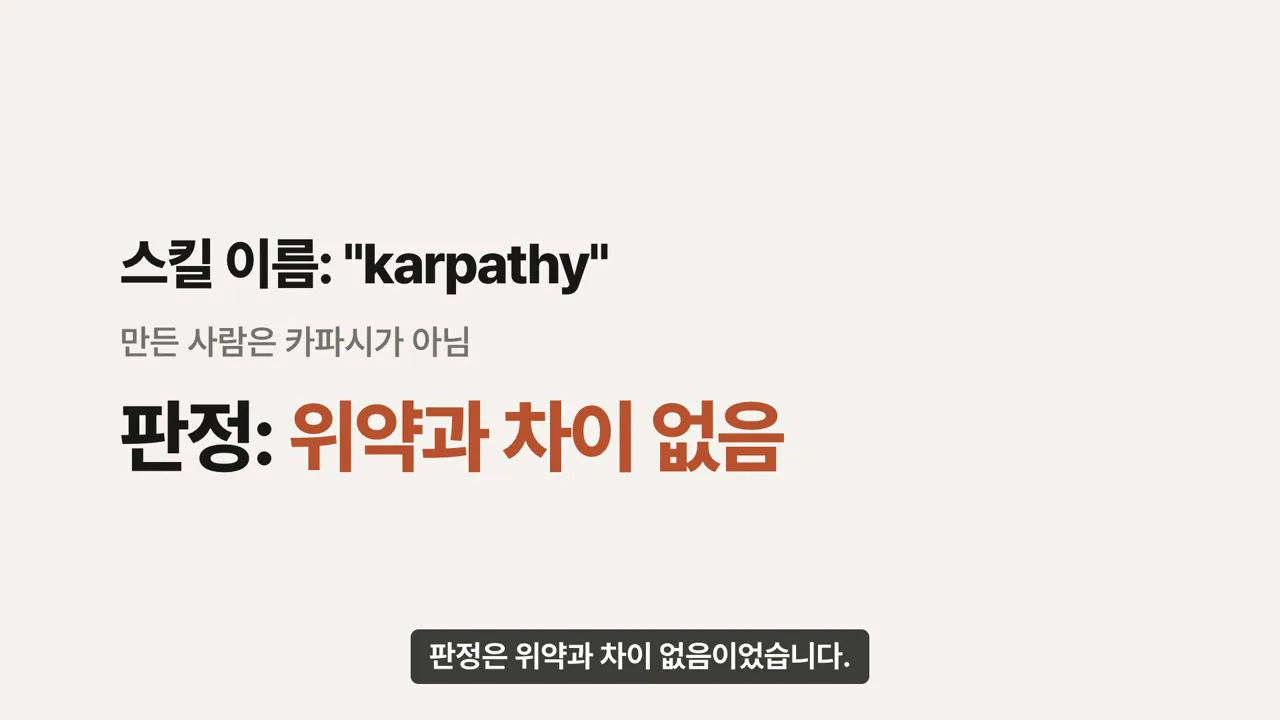 스킬 이름: "karpathy"
만든 사람은 카파시가 아님
판정: 위약과 차이 없음
판정은 위약과 차이 없음이었습니다.